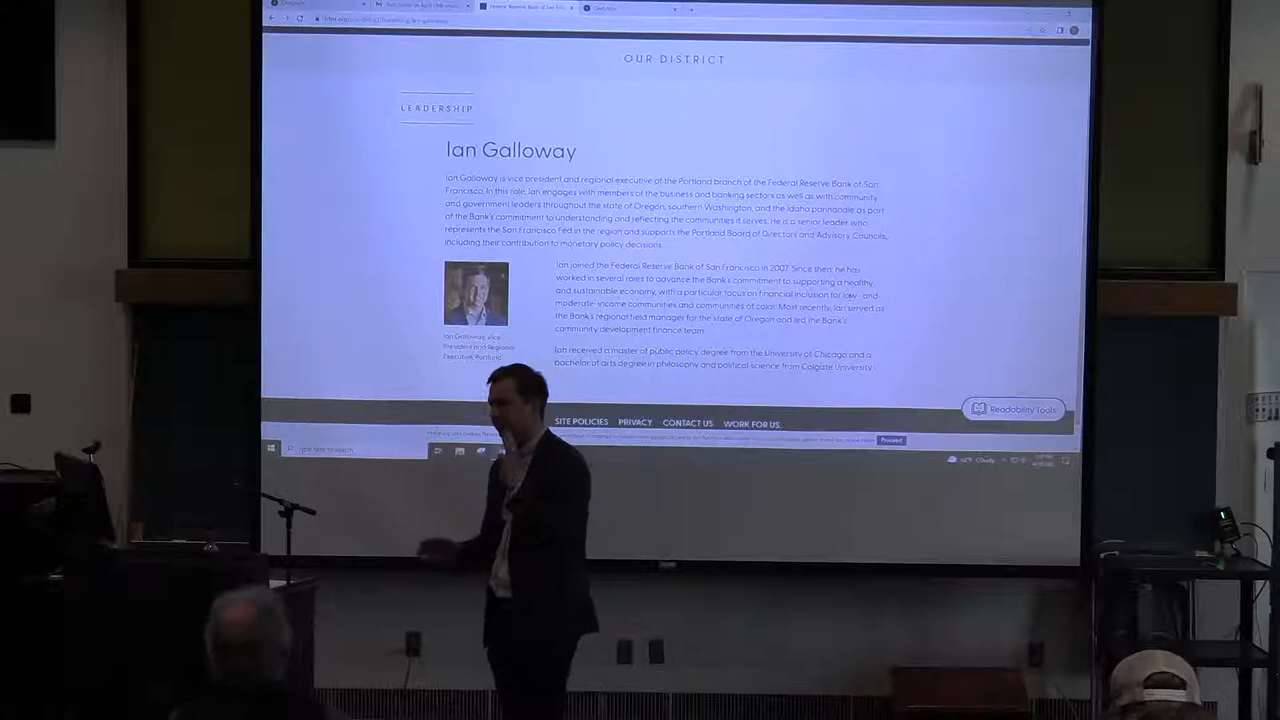 OUR DISTRICT
LEADERSHIP
Ian Galloway
Ian Galloway is vice president and regional executive of the Portland branch of the Federal Reserve Bank of San
Francisco. In this role, Ian engages with members of the business and banking sectors as well as with community
and government leaders throughout the state of Oregon, southern Washington, and the Idaho panhandle as part
of the Bank's commitment to understanding and reflecting the communities it serves. He is a senior leader who
represents the San Francisco Fed in the region and supports the Portland Board of Directors and Advisory Councils,
including their contribution to monetary policy decisions.
Ian joined the Federal Reserve Bank of San Francisco in 2007. Since then, he has
worked in several roles to advance the Bank's commitment to supporting a healthy
and sustainable economy, with a particular focus on financial inclusion for low- and
moderate-income communities and communities of color. Most recently, Ian served as
the Bank's regional field manager for the state of Oregon and led the Bank's
community development finance team.
Ian Galloway, Vice
President and Regional
Executive, Portland
Ian received a master of public policy degree from the University of Chicago and a
bachelor of arts degree in philosophy and political science from Colgate University.
Readability Tools
SITE POLICIES PRIVACY CONTACT US WORK FOR US
Proceed
Type here to search
Cloudy